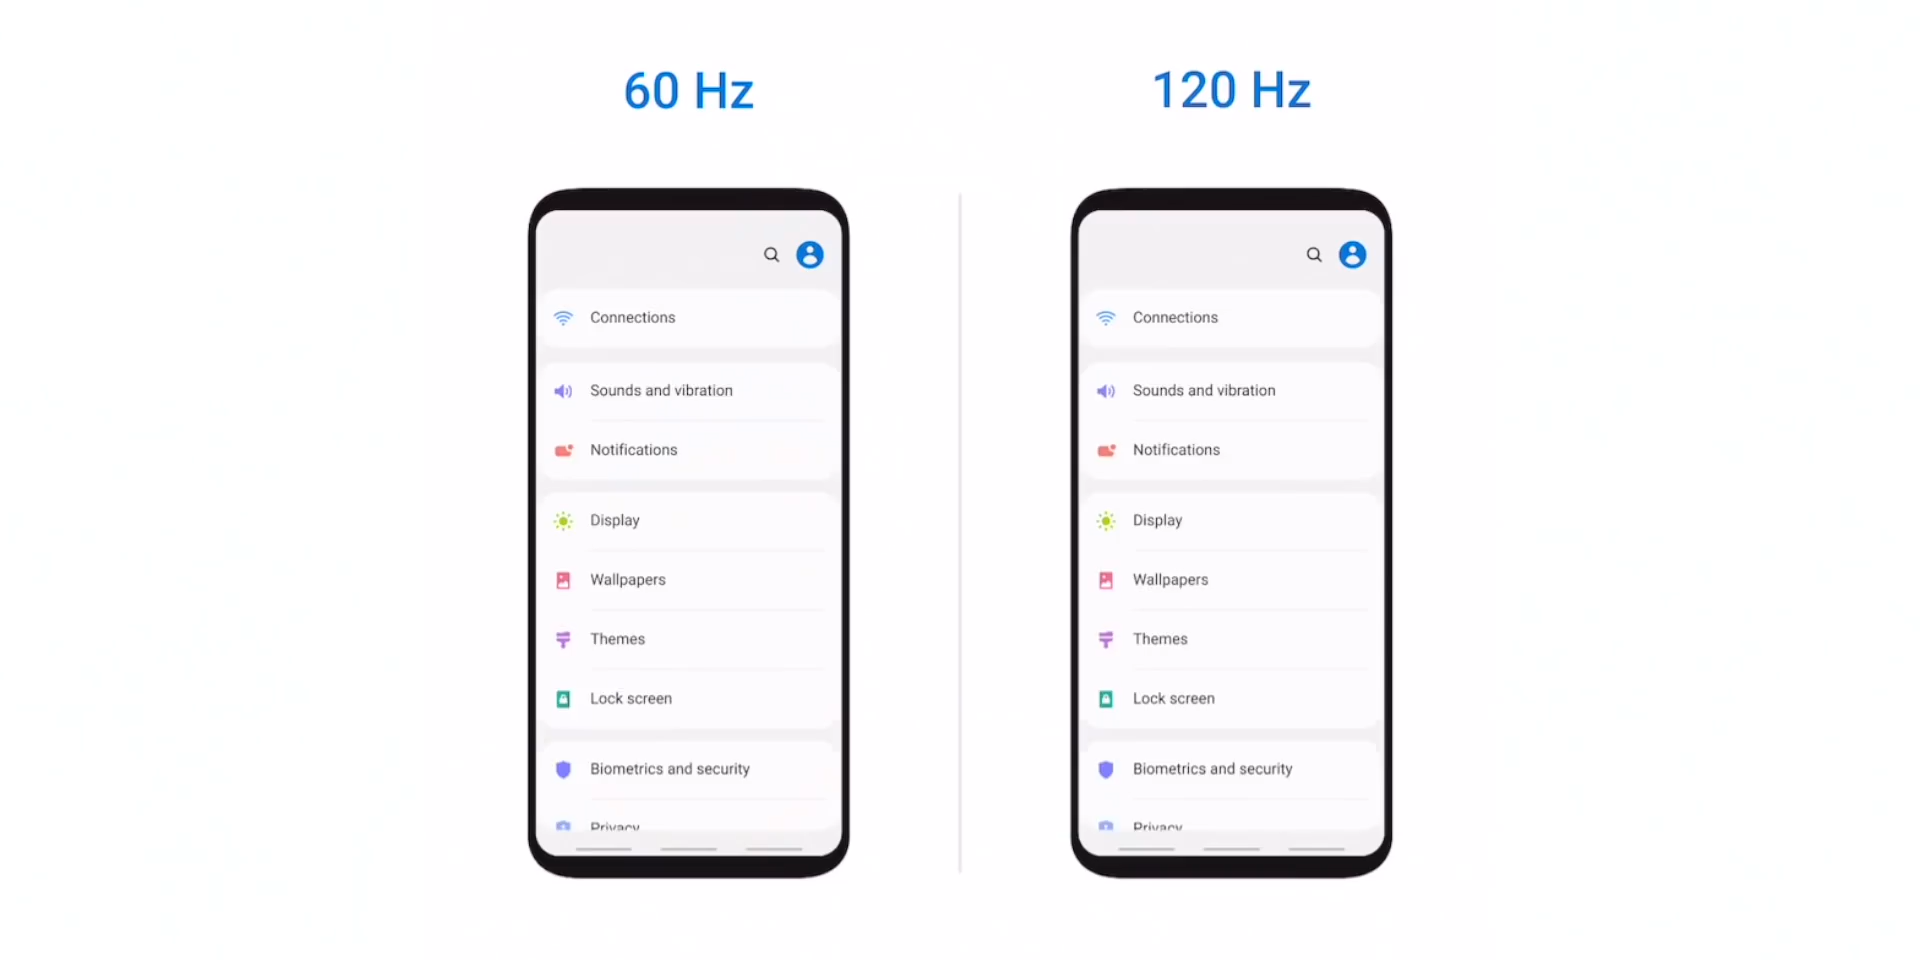 60 Hz
120 Hz
Connections
Sounds and vibration
Notifications
Display
Wallpapers
Themes
Lock screen
Biometrics and security
Privacy
Connections
Sounds and vibration
Notifications
Display
Wallpapers
Themes
Lock screen
Biometrics and security
Privacy